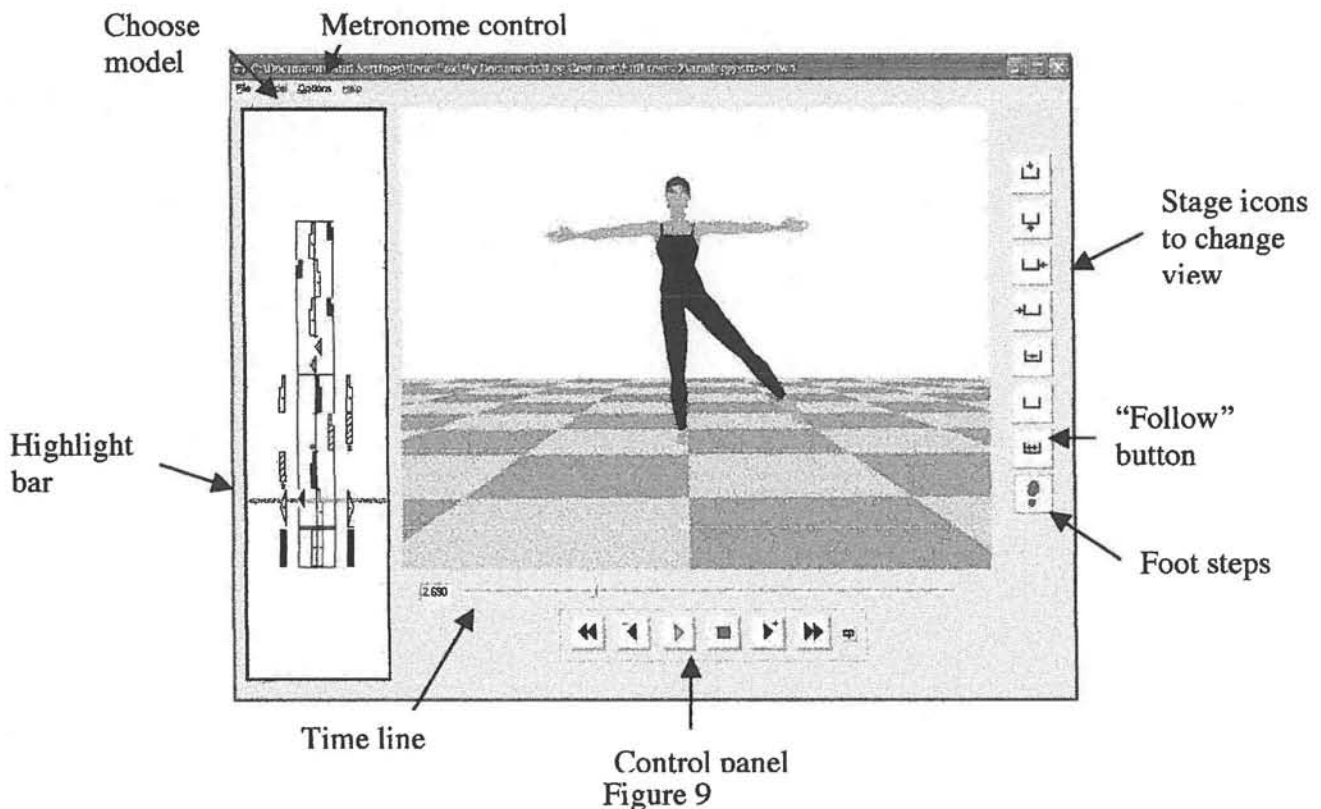 Choose
model
Metronome control
File Model Options Help
Stage icons
to change
view
"Follow"
button
Highlight
bar
Foot steps
2.690
Time line
Control panel
Figure 9